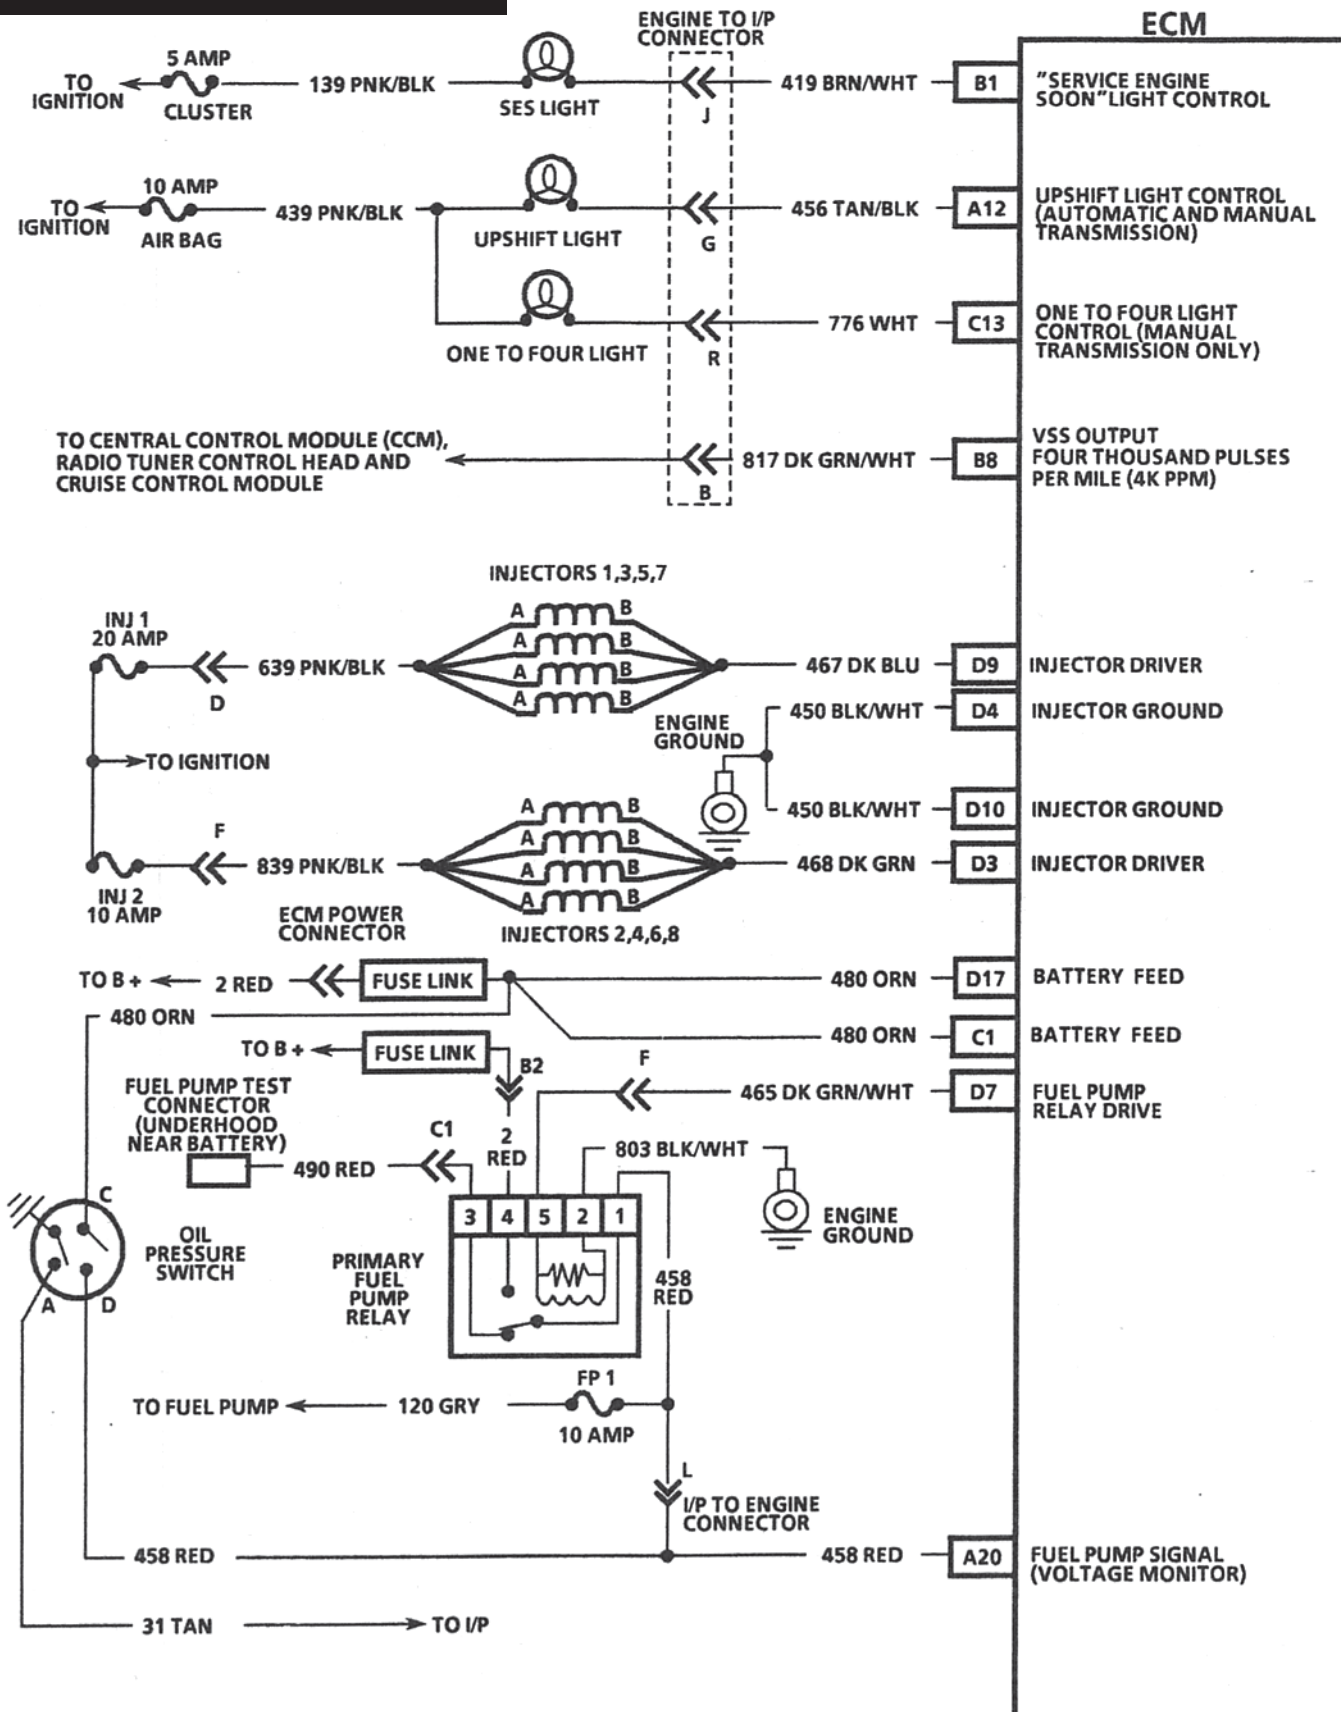 ECM
ENGINE TO I/P
CONNECTOR
5 AMP
TO
IGNITION
CLUSTER
139 PNK/BLK
SES LIGHT
J
419 BRN/WHT
B1
"SERVICE ENGINE
SOON"LIGHT CONTROL
10 AMP
TO
IGNITION
AIR BAG
439 PNK/BLK
UPSHIFT LIGHT
G
456 TAN/BLK
A12
UPSHIFT LIGHT CONTROL
(AUTOMATIC AND MANUAL
TRANSMISSION)
ONE TO FOUR LIGHT
R
776 WHT
C13
ONE TO FOUR LIGHT
CONTROL (MANUAL
TRANSMISSION ONLY)
TO CENTRAL CONTROL MODULE (CCM),
RADIO TUNER CONTROL HEAD AND
CRUISE CONTROL MODULE
B
817 DK GRN/WHT
B8
VSS OUTPUT
FOUR THOUSAND PULSES
PER MILE (4K PPM)
INJECTORS 1,3,5,7
INJ 1
20 AMP
D
639 PNK/BLK
A B
A B
A B
A B
467 DK BLU
D9
INJECTOR DRIVER
ENGINE
GROUND
450 BLK/WHT
D4
INJECTOR GROUND
TO IGNITION
450 BLK/WHT
D10
INJECTOR GROUND
F
INJ 2
10 AMP
839 PNK/BLK
A B
A B
A B
A B
468 DK GRN
D3
INJECTOR DRIVER
INJECTORS 2,4,6,8
ECM POWER
CONNECTOR
TO B +
2 RED
FUSE LINK
480 ORN
D17
BATTERY FEED
480 ORN
480 ORN
C1
BATTERY FEED
TO B +
FUSE LINK
B2
F
465 DK GRN/WHT
D7
FUEL PUMP
RELAY DRIVE
FUEL PUMP TEST
CONNECTOR
(UNDERHOOD
NEAR BATTERY)
490 RED
C1
2
RED
803 BLK/WHT
ENGINE
GROUND
C
OIL
PRESSURE
SWITCH
A
D
3 4 5 2 1
PRIMARY
FUEL
PUMP
RELAY
458
RED
TO FUEL PUMP
120 GRY
FP 1
10 AMP
L
I/P TO ENGINE
CONNECTOR
458 RED
458 RED
A20
FUEL PUMP SIGNAL
(VOLTAGE MONITOR)
31 TAN
TO I/P